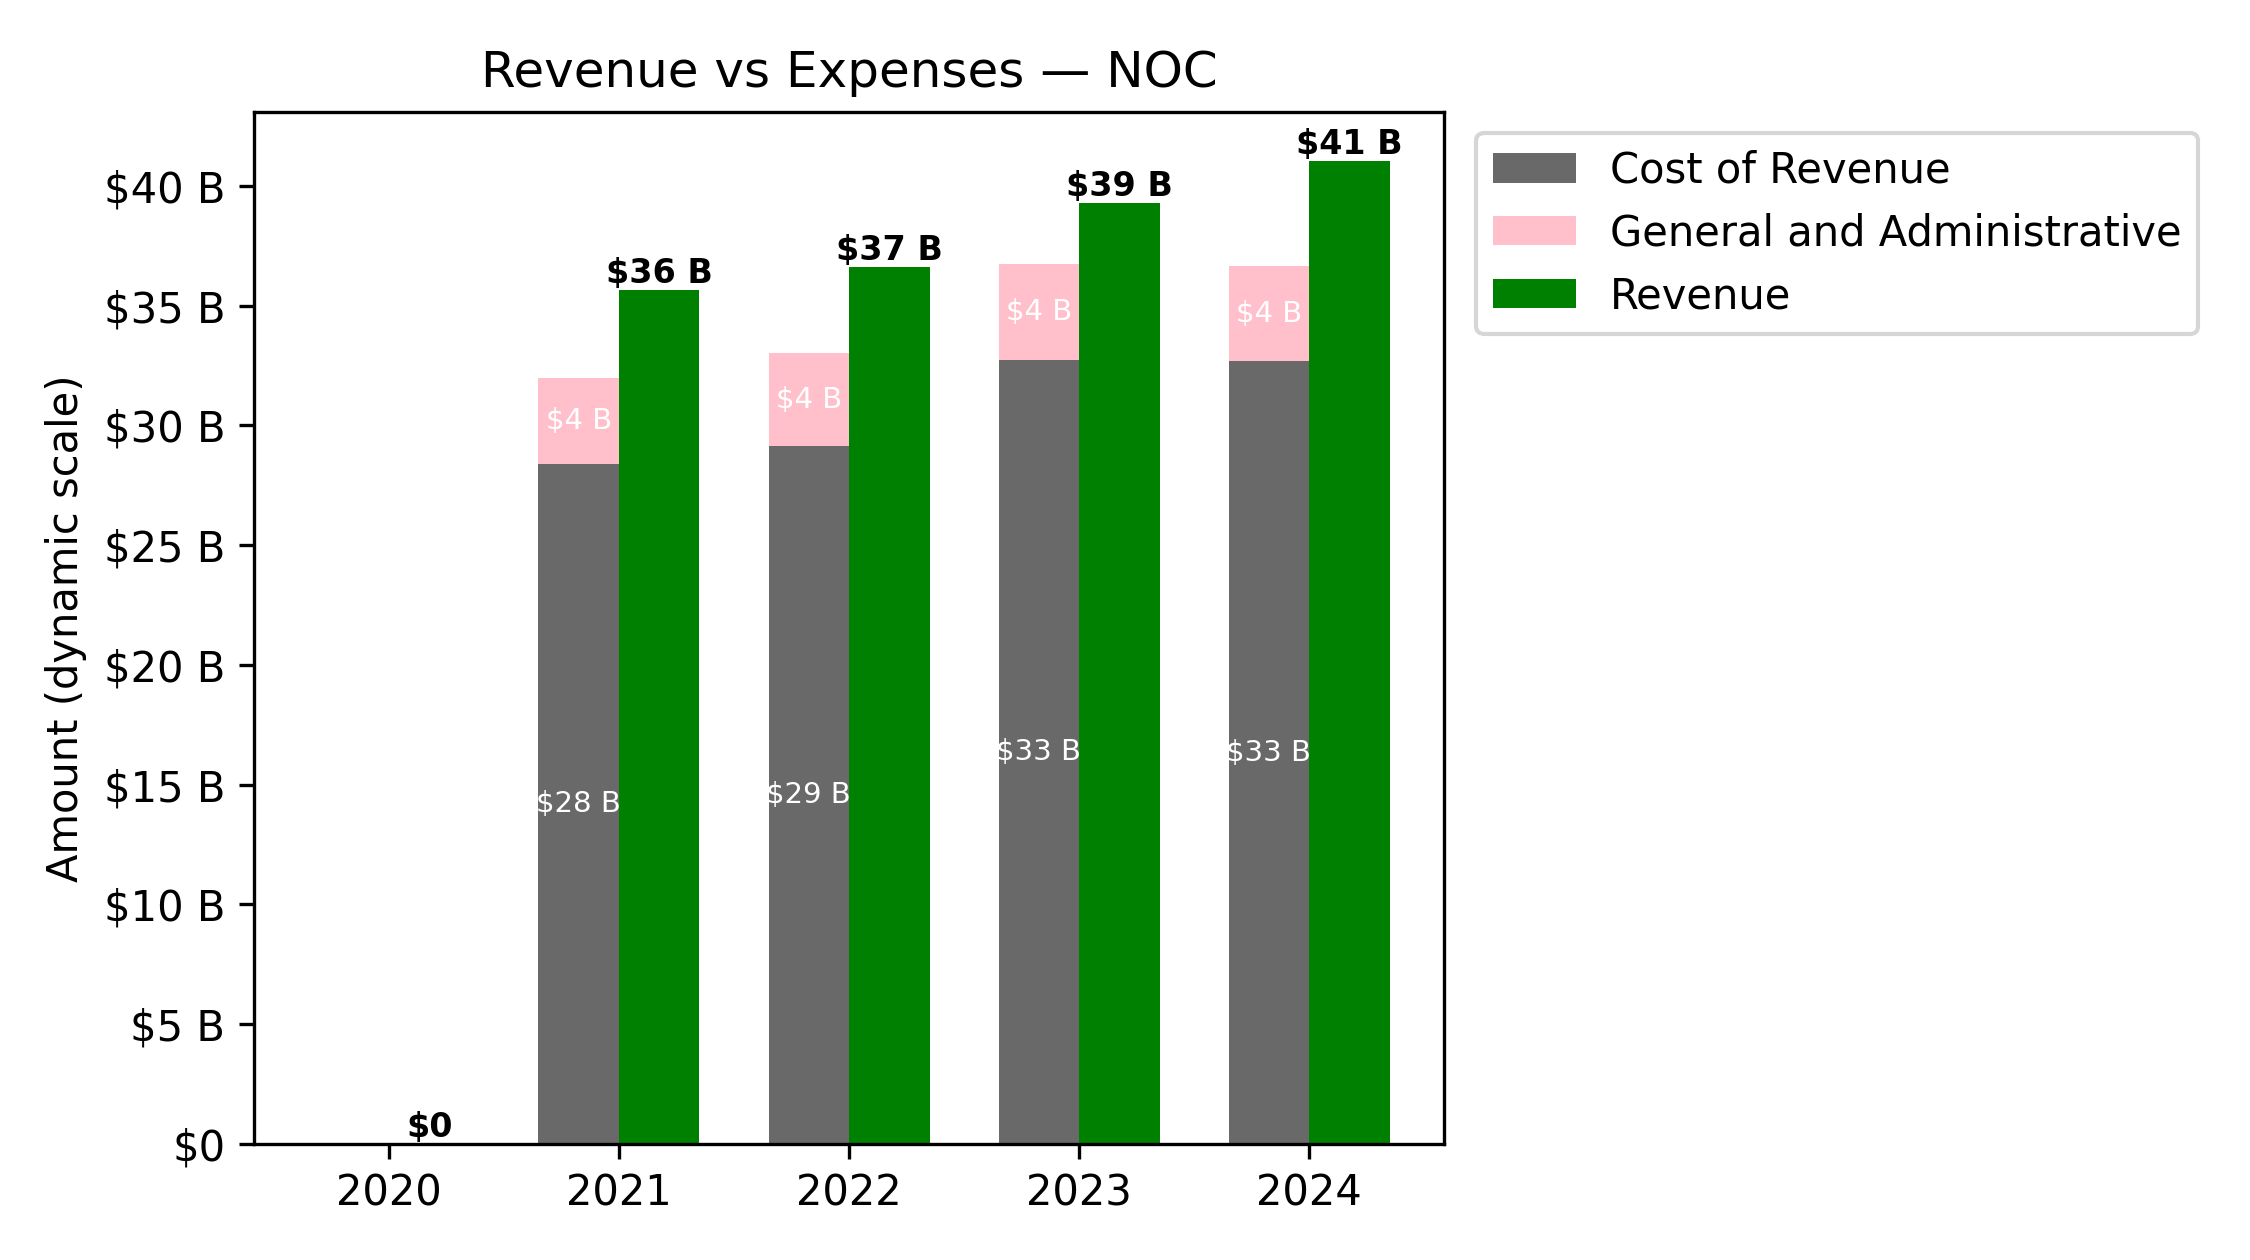 Revenue vs Expenses — NOC
Amount (dynamic scale)
$40 B
$35 B
$30 B
$25 B
$20 B
$15 B
$10 B
$5 B
$0
$0
$36 B
$37 B
$39 B
$41 B
$4 B
$4 B
$4 B
$4 B
$28 B
$29 B
$33 B
$33 B
2020
2021
2022
2023
2024
Cost of Revenue
General and Administrative
Revenue